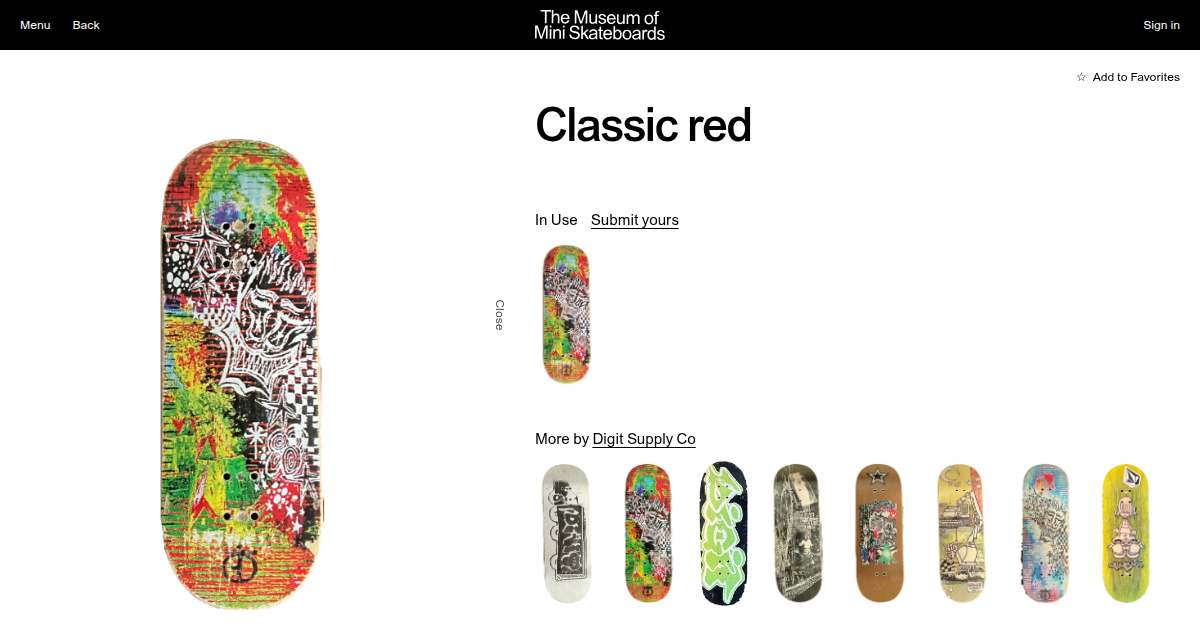 Menu
Back
The Museum of
Mini Skateboards
Sign in
☆ Add to Favorites
Classic red
In Use
Submit yours
Close
More by Digit Supply Co